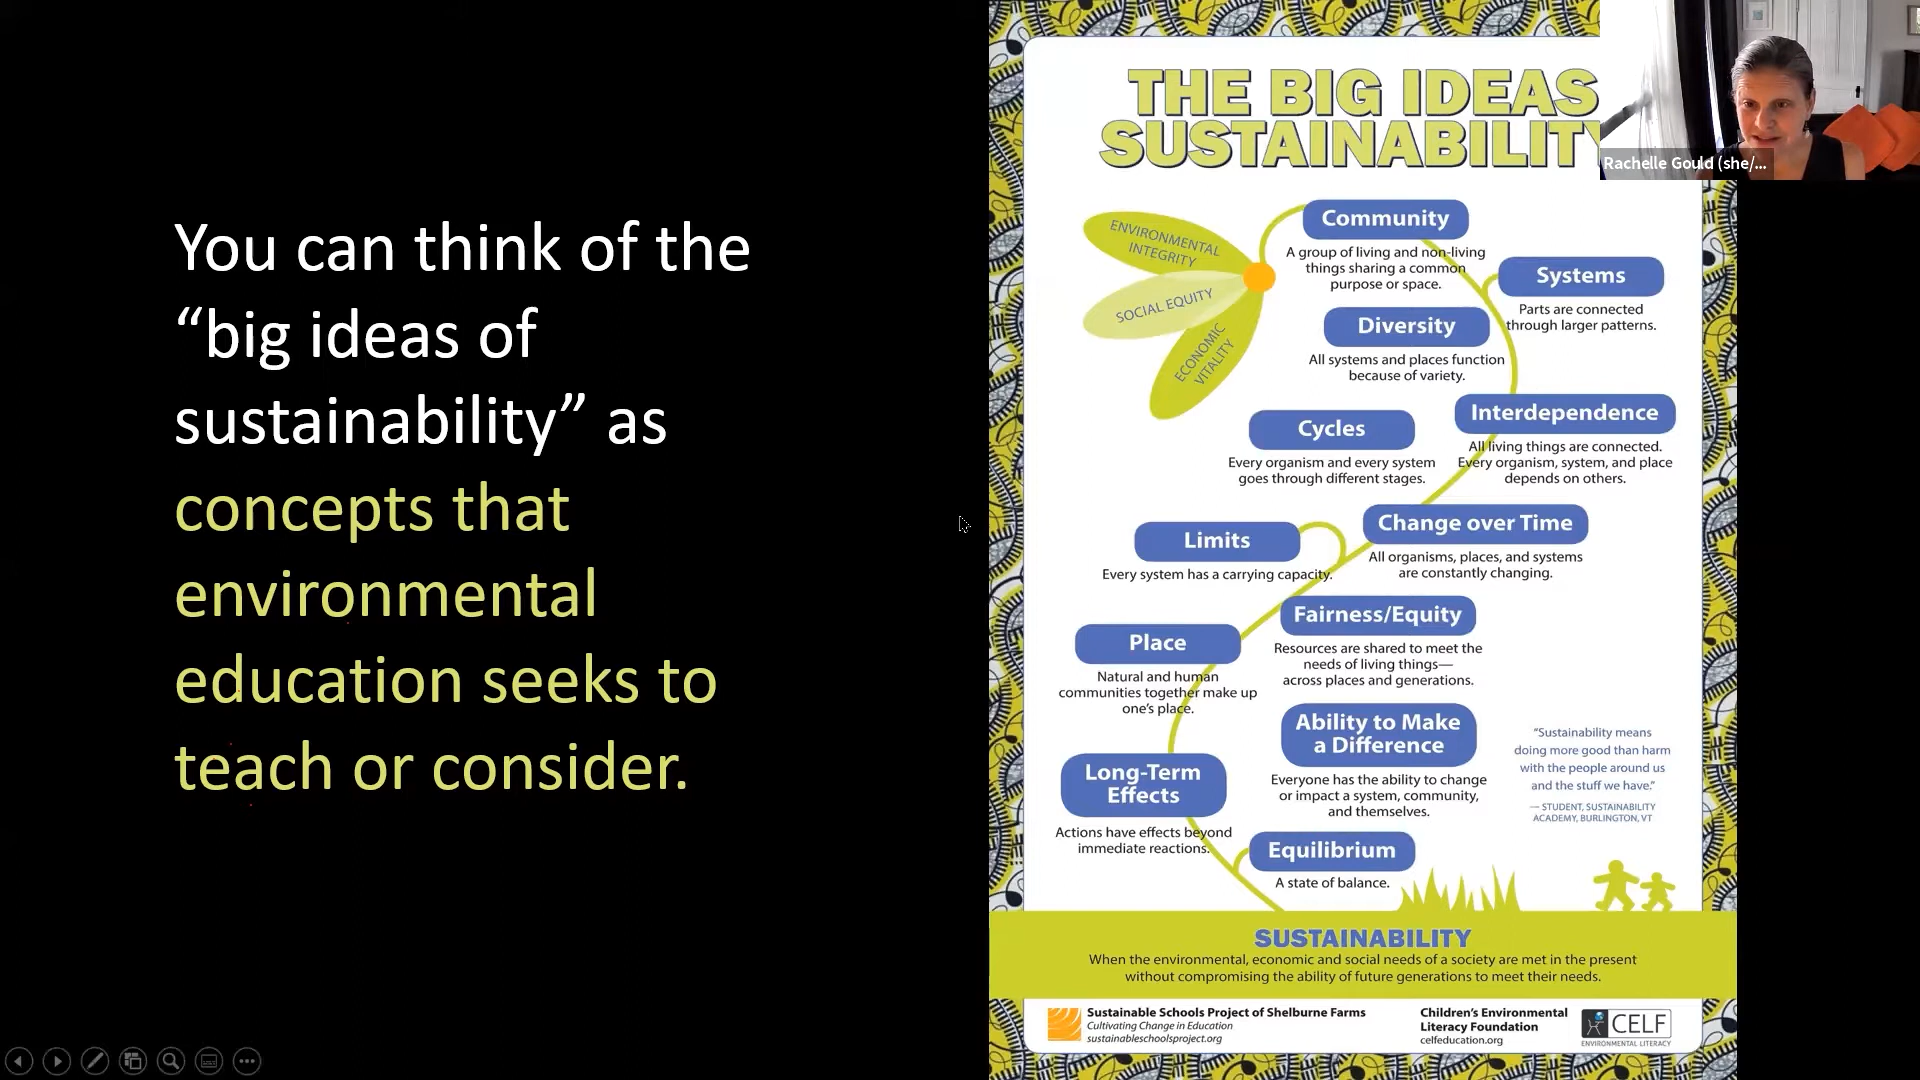 You can think of the
“big ideas of
sustainability” as
concepts that
environmental
education seeks to
teach or consider.
THE BIG IDEAS
SUSTAINABILITY
Rachelle Gould (she/...
ENVIRONMENTAL
INTEGRITY
SOCIAL EQUITY
ECONOMIC
VITALITY
Community
A group of living and non-living
things sharing a common
purpose or space.
Systems
Parts are connected
through larger patterns.
Diversity
All systems and places function
because of variety.
Interdependence
All living things are connected.
Every organism, system, and place
depends on others.
Cycles
Every organism and every system
goes through different stages.
Change over Time
All organisms, places, and systems
are constantly changing.
Limits
Every system has a carrying capacity.
Fairness/Equity
Resources are shared to meet the
needs of living things—
across places and generations.
Place
Natural and human
communities together make up
one’s place.
Ability to Make
a Difference
Everyone has the ability to change
or impact a system, community,
and themselves.
“Sustainability means
doing more good than harm
with the people around us
and the stuff we have.”
— STUDENT, SUSTAINABILITY
ACADEMY, BURLINGTON, VT
Long-Term
Effects
Actions have effects beyond
immediate reactions.
Equilibrium
A state of balance.
SUSTAINABILITY
When the environmental, economic and social needs of a society are met in the present
without compromising the ability of future generations to meet their needs.
Sustainable Schools Project of Shelburne Farms
Cultivating Change in Education
sustainableschoolsproject.org
Children’s Environmental
Literacy Foundation
celfeducation.org
CELF
ENVIRONMENTAL LITERACY